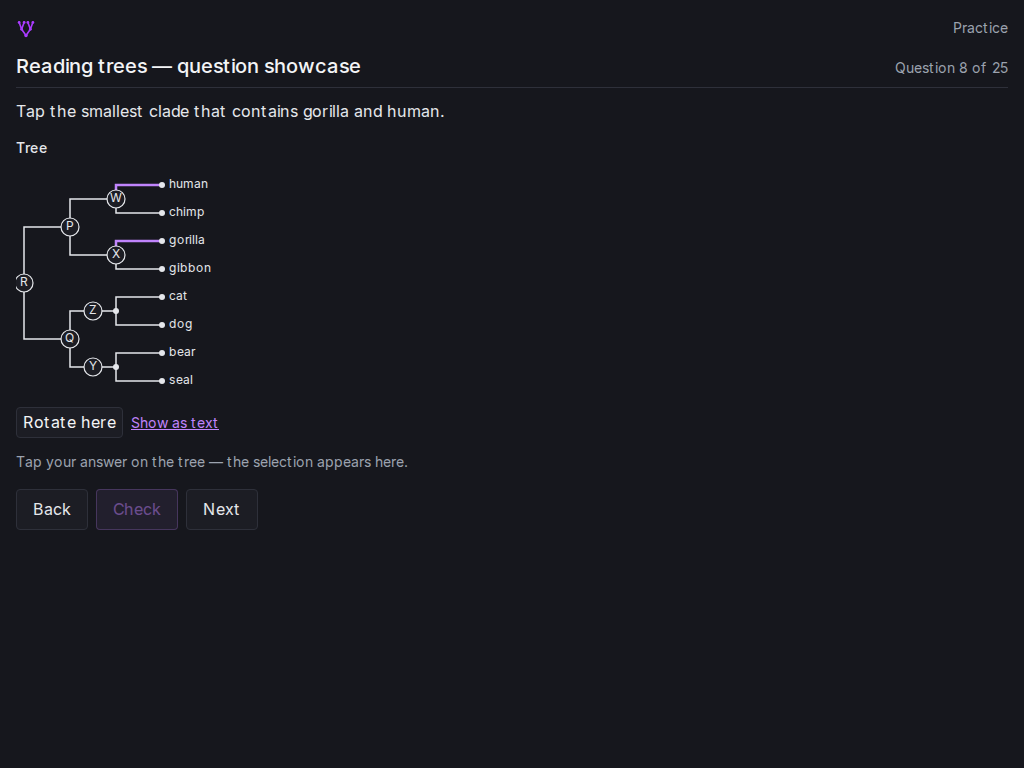 Practice
Reading trees — question showcase
Question 8 of 25
Tap the smallest clade that contains gorilla and human.
Tree
human
W
chimp
P
gorilla
X
gibbon
R
cat
Z
dog
Q
bear
Y
seal
Rotate here Show as text
Tap your answer on the tree — the selection appears here.
Back Check Next